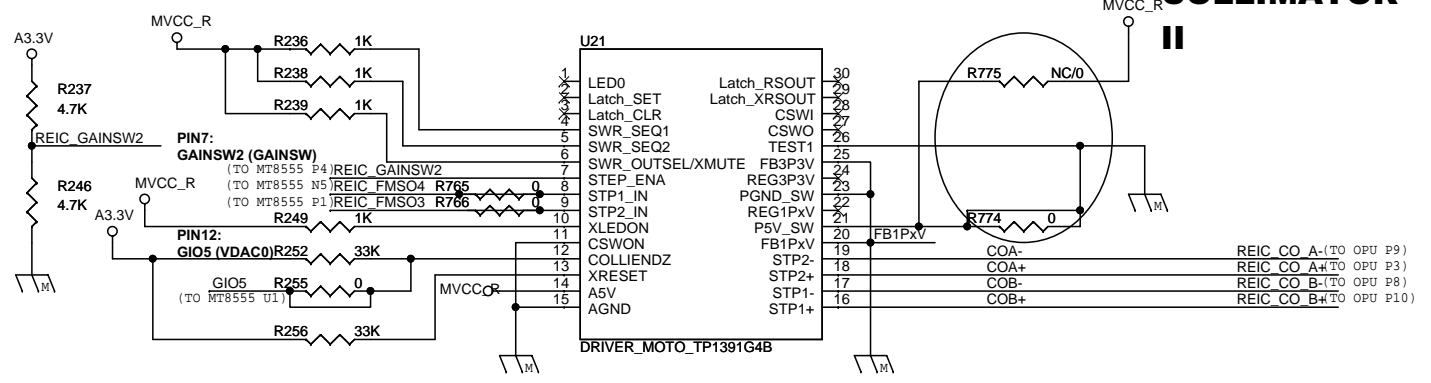 MVCC_R
II
MVCC_R
A3.3V
R237
4.7K
REIC_GAINSW2
R246
4.7K
R236 1K
R238 1K
R239 1K
PIN7:
GAINSW2 (GAINSW)
(TO MT8555 P4) REIC_GAINSW2
(TO MT8555 N5) REIC_FMSO4 R765 0
(TO MT8555 P1) REIC_FMSO3 R766 0
MVCC_R
A3.3V
R249 1K
PIN12:
GIO5 (VDAC0) R252 33K
GIO5 R255 0
(TO MT8555 U1)
R256 33K
MVCC_R
U21
1 LED0
2 Latch_SET
3 Latch_CLR
4 SWR_SEQ1
5 SWR_SEQ2
6 SWR_OUTSEL/XMUTE
7 STEP_ENA
8 STP1_IN
9 STP2_IN
10 XLEDON
11 CSWON
12 COLLIENDZ
13 XRESET
14 A5V
15 AGND
Latch_RSOUT 30
Latch_XRSOUT 29
CSWI 28
CSWO 27
TEST1 26
FB3P3V 25
REG3P3V 24
PGND_SW 23
REG1PxV 22
P5V_SW 21
FB1PxV 20
STP2- 19
STP2+ 18
STP1- 17
STP1+ 16
DRIVER_MOTO_TP1391G4B
R775 NC/0
R774 0
FB1PxV
COA- REIC_CO_A- (TO OPU P9)
COA+ REIC_CO_A+ (TO OPU P3)
COB- REIC_CO_B- (TO OPU P8)
COB+ REIC_CO_B+ (TO OPU P10)
M
M
M
M